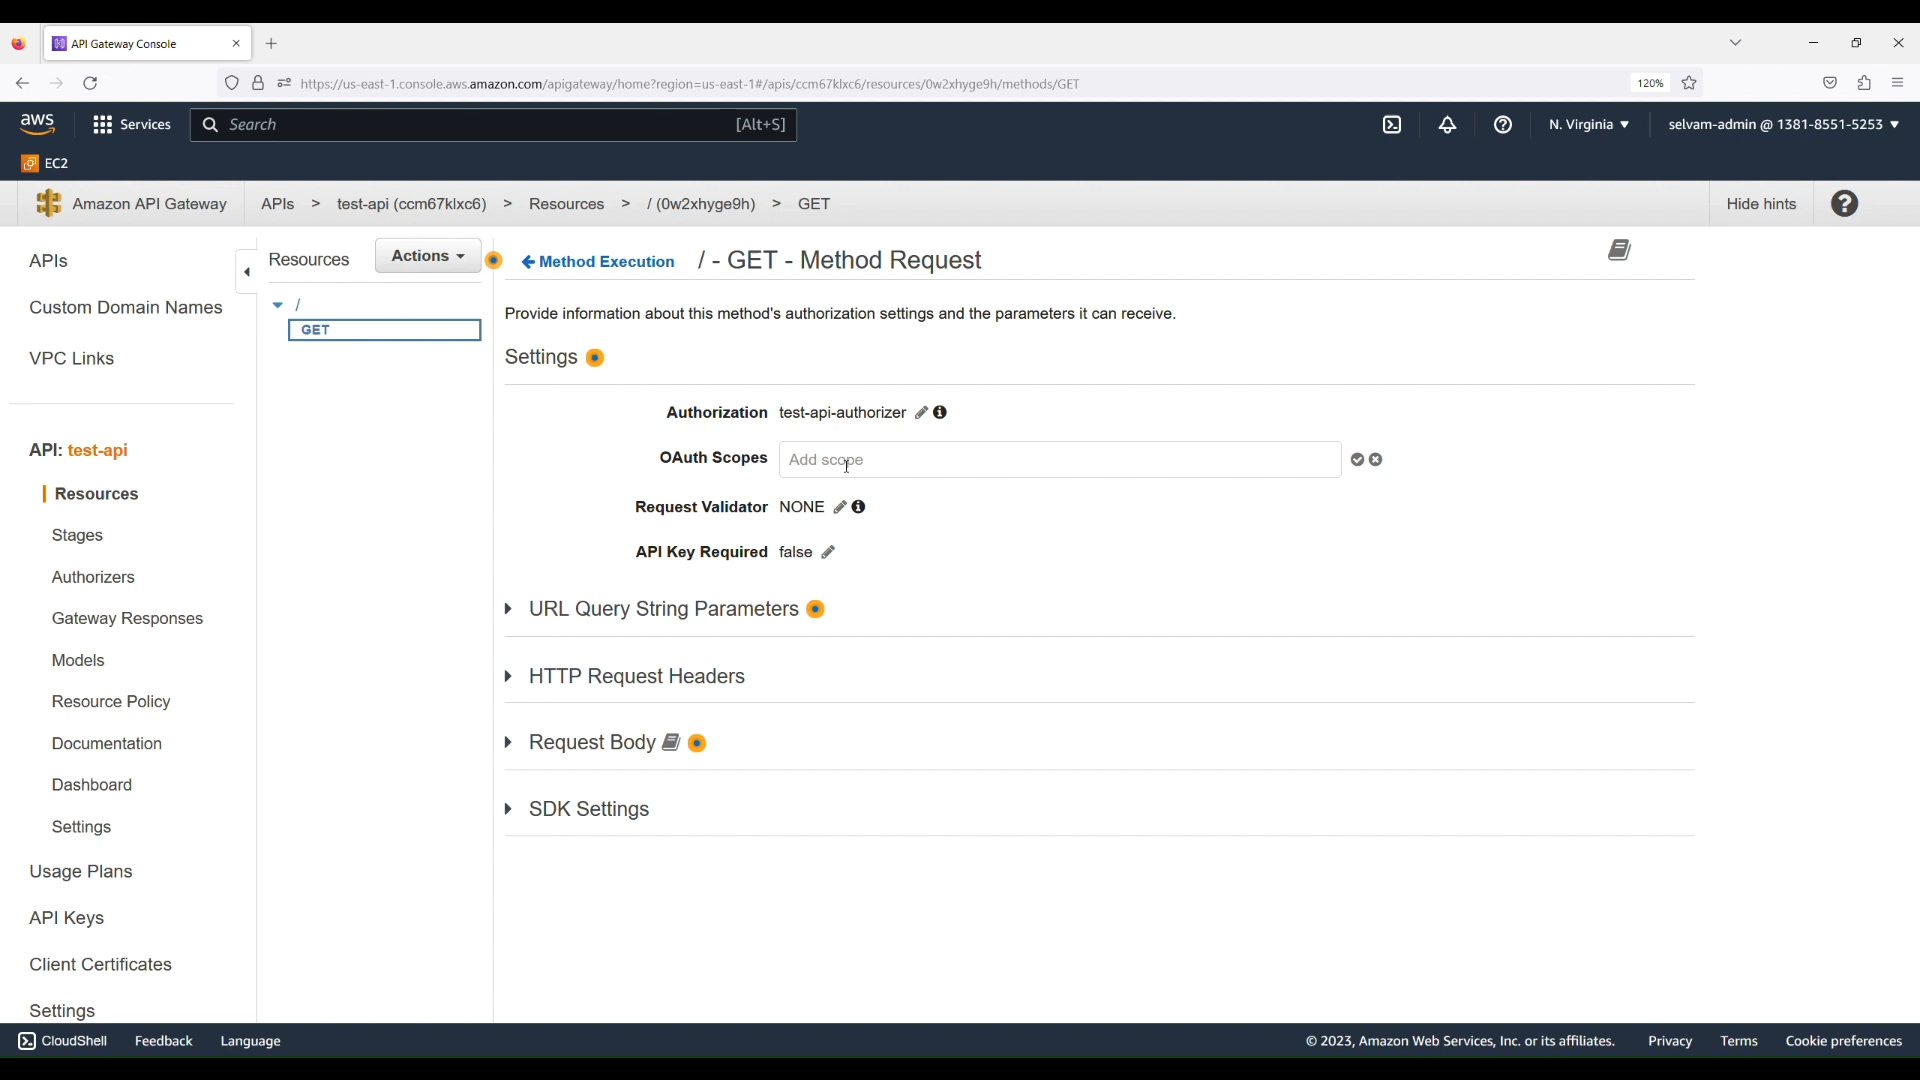 API Gateway Console
https://us-east-1.console.aws.amazon.com/apigateway/home?region=us-east-1#/apis/ccm67klxc6/resources/0w2xhyge9h/methods/GET
120%
aws
Services
Search
[Alt+S]
N. Virginia
selvam-admin @ 1381-8551-5253
EC2
Amazon API Gateway
APIs > test-api (ccm67klxc6) > Resources > / (0w2xhyge9h) > GET
Hide hints
APIs
Custom Domain Names
VPC Links
API: test-api
Resources
Stages
Authorizers
Gateway Responses
Models
Resource Policy
Documentation
Dashboard
Settings
Usage Plans
API Keys
Client Certificates
Settings
Resources
Actions
/
GET
Method Execution
/ - GET - Method Request
Provide information about this method's authorization settings and the parameters it can receive.
Settings
Authorization test-api-authorizer
OAuth Scopes Add scope
Request Validator NONE
API Key Required false
URL Query String Parameters
HTTP Request Headers
Request Body
SDK Settings
CloudShell
Feedback
Language
© 2023, Amazon Web Services, Inc. or its affiliates.
Privacy
Terms
Cookie preferences